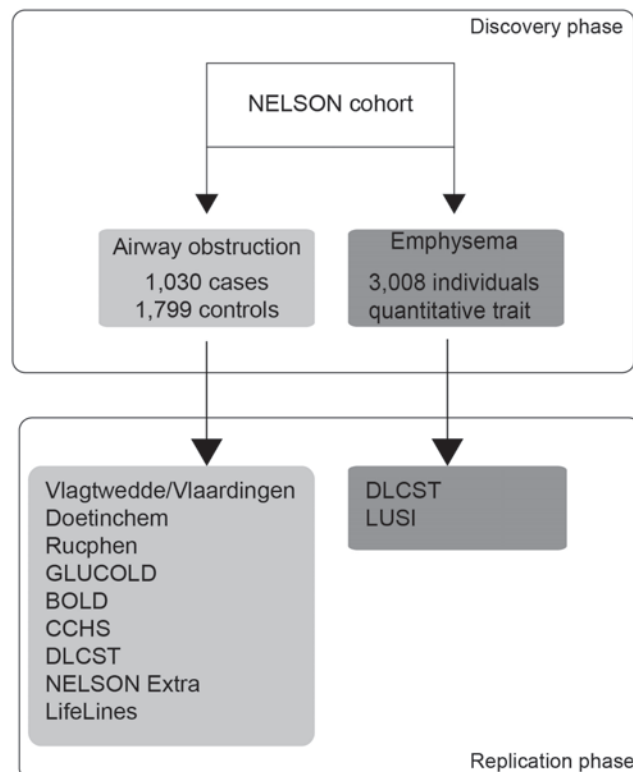 Discovery phase
NELSON cohort
Airway obstruction
1,030 cases
1,799 controls
Emphysema
3,008 individuals
quantitative trait
Vlagtwedde/Vlaardingen
Doetinchem
Rucphen
GLUCOLD
BOLD
CCHS
DLCST
NELSON Extra
LifeLines
DLCST
LUSI
Replication phase